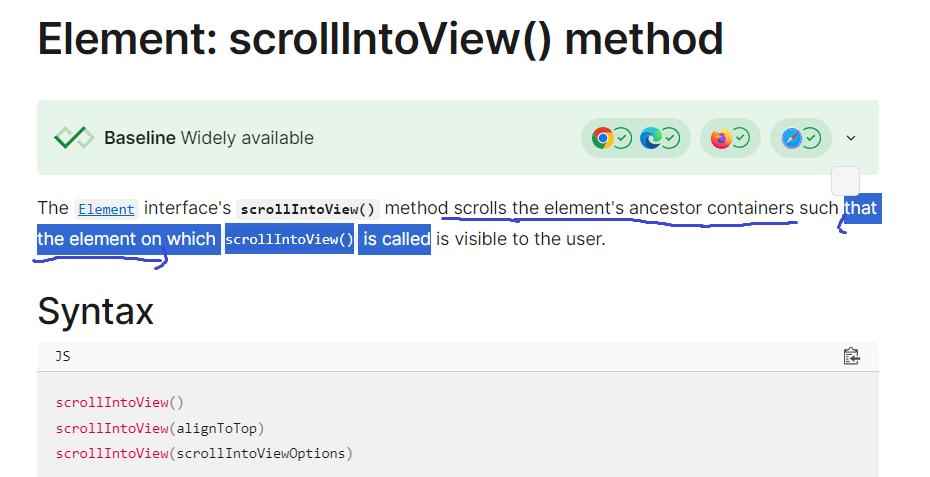 Element: scrollIntoView() method
Baseline Widely available
The Element interface's scrollIntoView() method scrolls the element's ancestor containers such that
the element on which scrollIntoView() is called is visible to the user.
Syntax
JS
scrollIntoView()
scrollIntoView(alignToTop)
scrollIntoView(scrollIntoViewOptions)